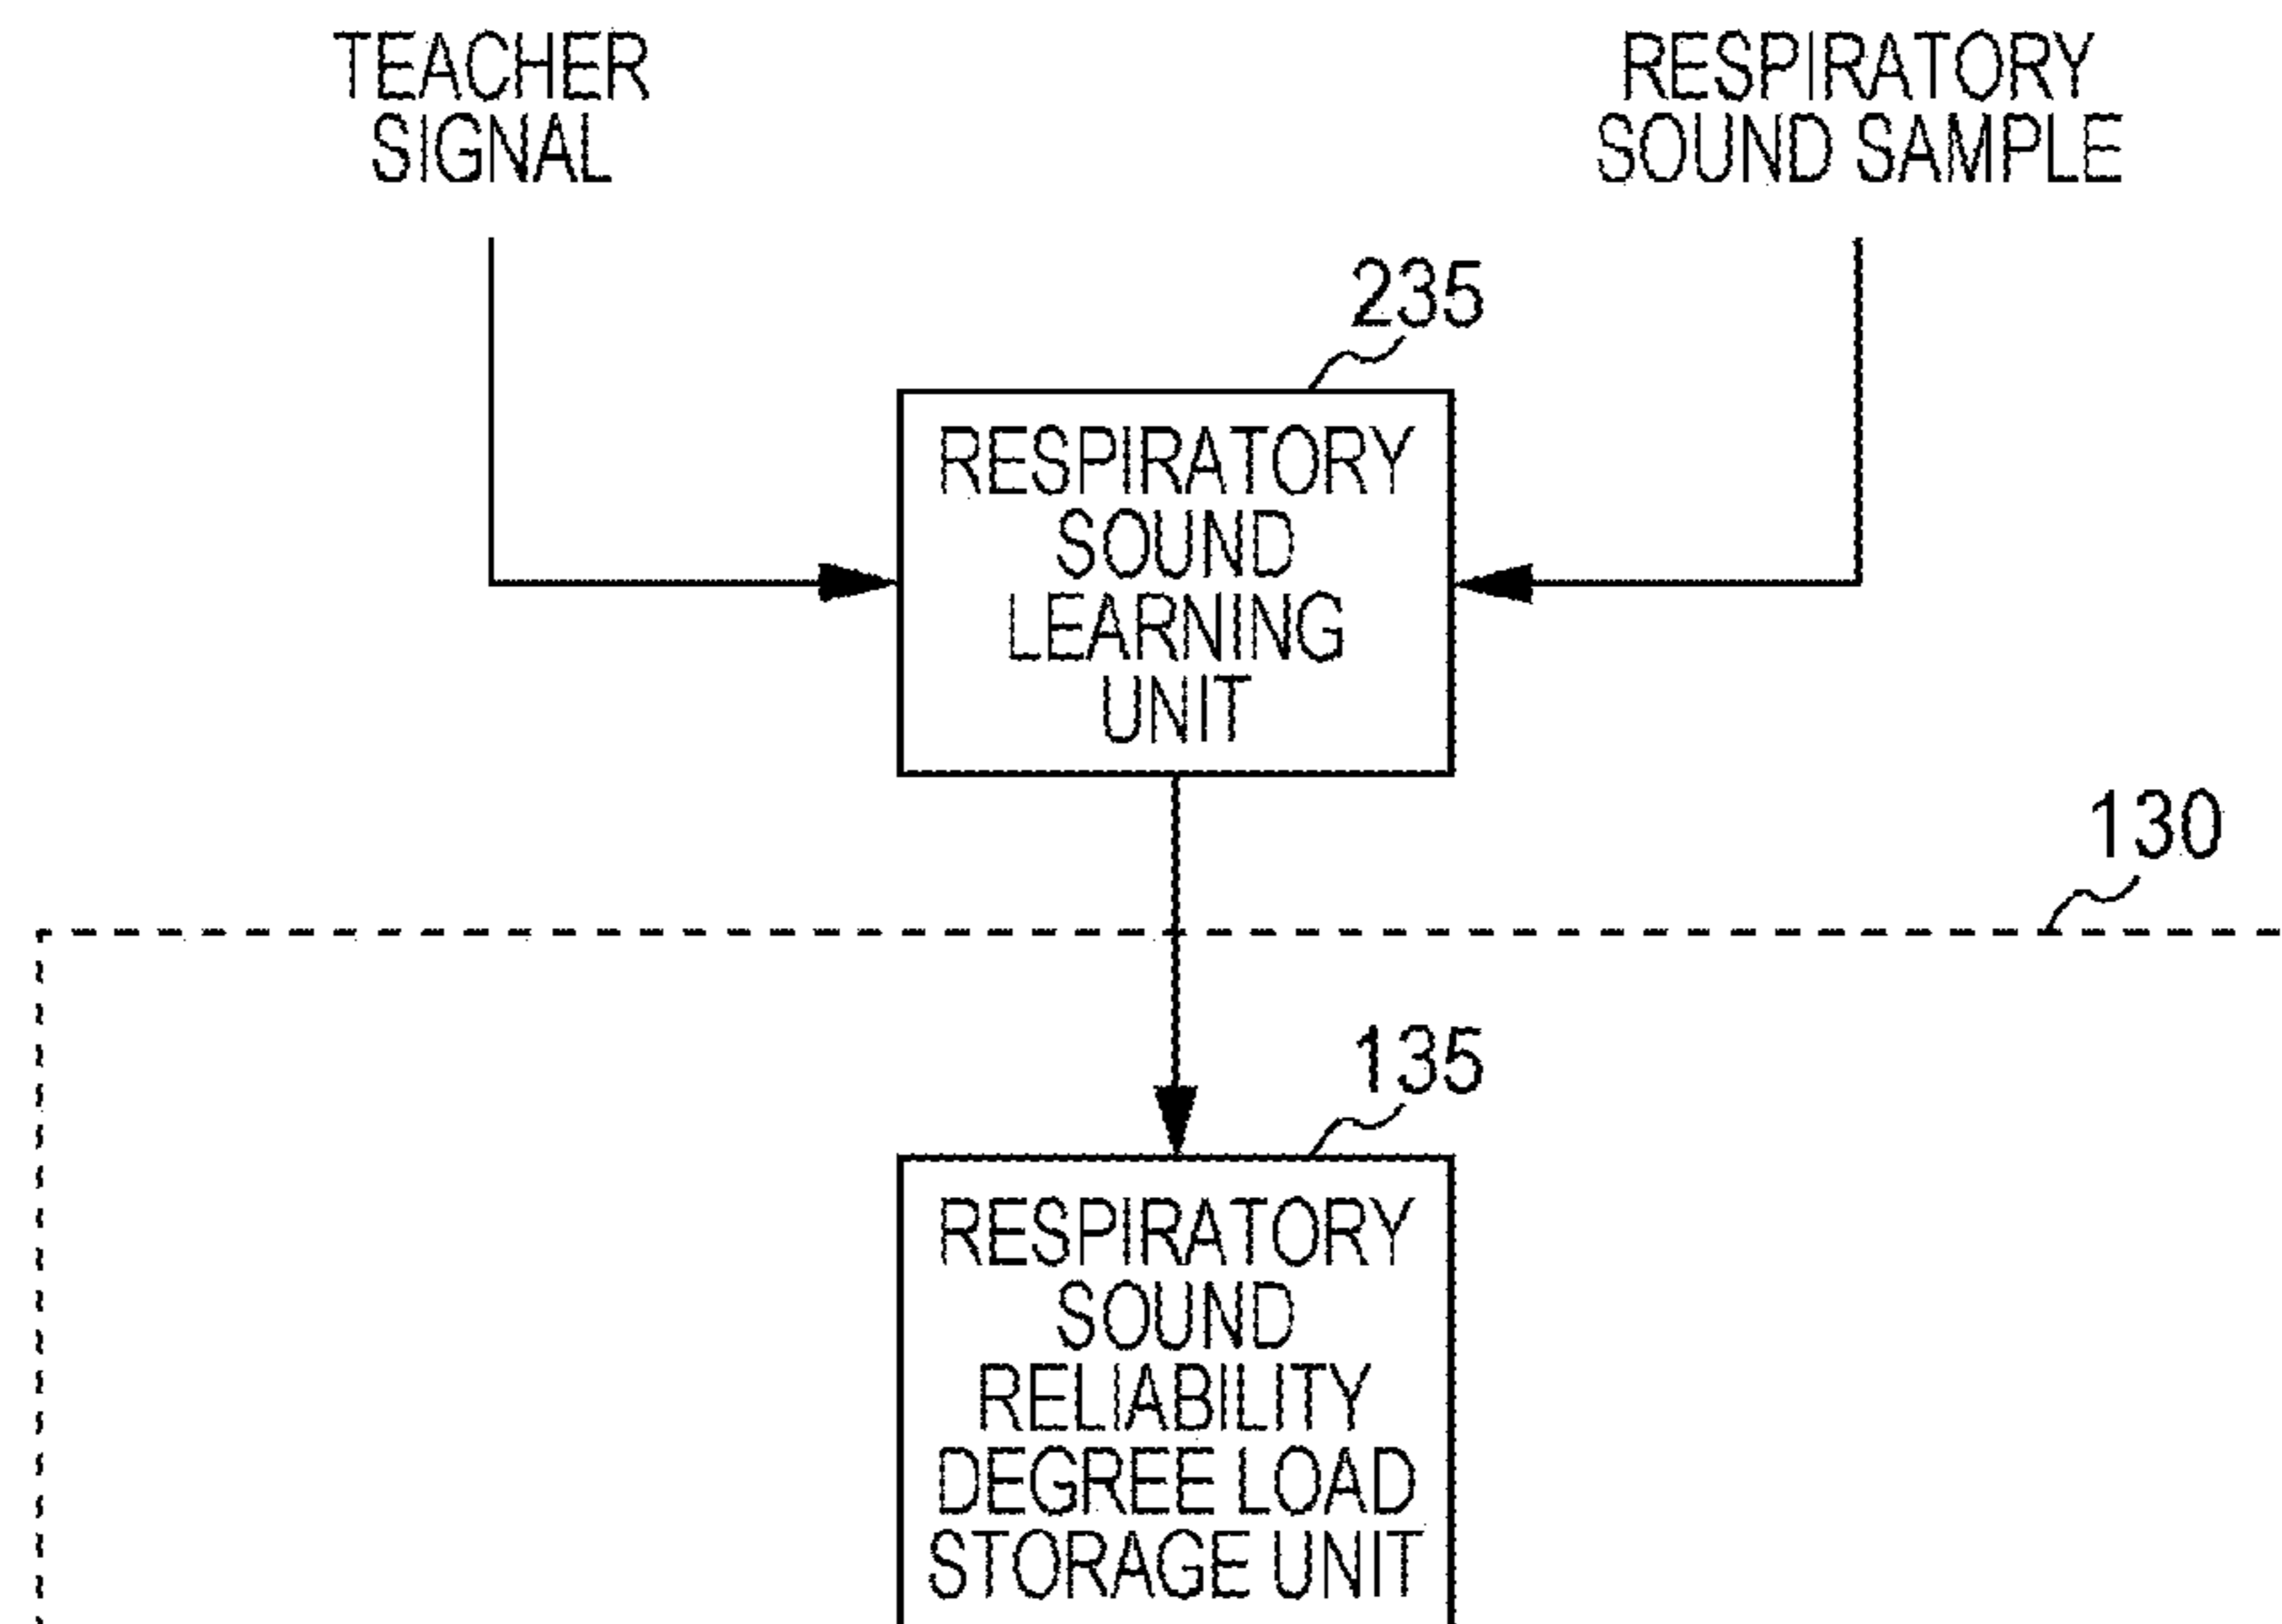 TEACHER
SIGNAL
RESPIRATORY
SOUND SAMPLE
235
RESPIRATORY
SOUND
LEARNING
UNIT
130
135
RESPIRATORY
SOUND
RELIABILITY
DEGREE LOAD
STORAGE UNIT